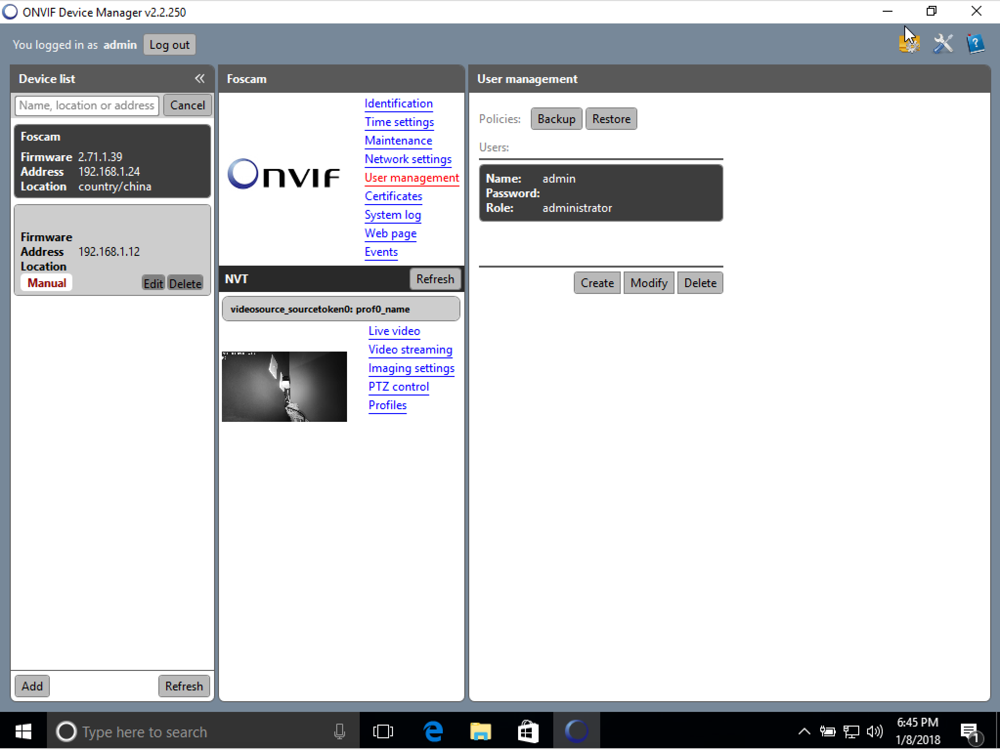 ONVIF Device Manager v2.2.250
You logged in as admin Log out
Device list
Name, location or address Cancel
Foscam
Firmware 2.71.1.39
Address 192.168.1.24
Location country/china
Firmware
Address 192.168.1.12
Location
Manual Edit Delete
Add Refresh
Foscam
ONVIF
Identification
Time settings
Maintenance
Network settings
User management
Certificates
System log
Web page
Events
NVT Refresh
videosource_sourcetoken0: prof0_name
Live video
Video streaming
Imaging settings
PTZ control
Profiles
User management
Policies: Backup Restore
Users:
Name: admin
Password:
Role: administrator
Create Modify Delete
Type here to search
6:45 PM
1/8/2018
1